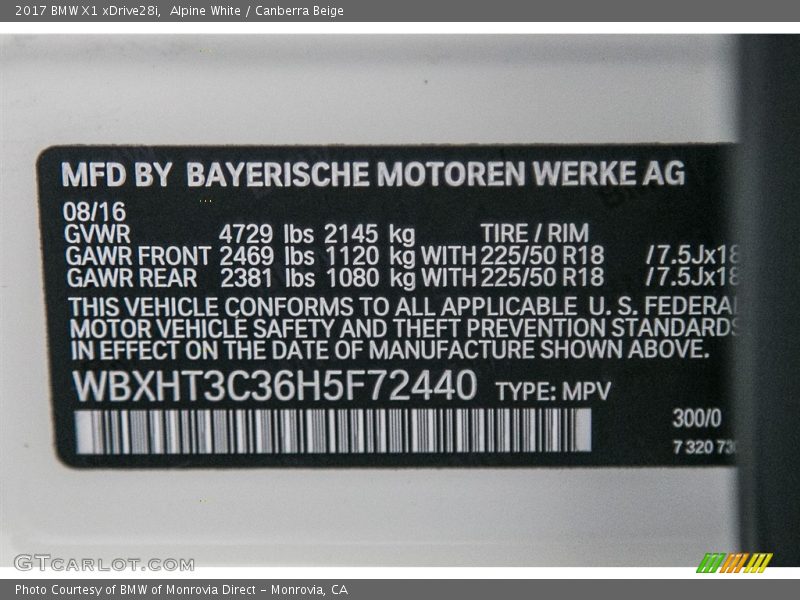 2017 BMW X1 xDrive28i, Alpine White / Canberra Beige
MFD BY BAYERISCHE MOTOREN WERKE AG
08/16
GVWR 4729 lbs 2145 kg TIRE / RIM
GAWR FRONT 2469 lbs 1120 kg WITH 225/50 R18 /7.5Jx18
GAWR REAR 2381 lbs 1080 kg WITH 225/50 R18 /7.5Jx18
THIS VEHICLE CONFORMS TO ALL APPLICABLE U. S. FEDERAL
MOTOR VEHICLE SAFETY AND THEFT PREVENTION STANDARDS
IN EFFECT ON THE DATE OF MANUFACTURE SHOWN ABOVE.
WBXHT3C36H5F72440 TYPE: MPV
300/0
7 320 730
GTCARLOT.COM
Photo Courtesy of BMW of Monrovia Direct - Monrovia, CA